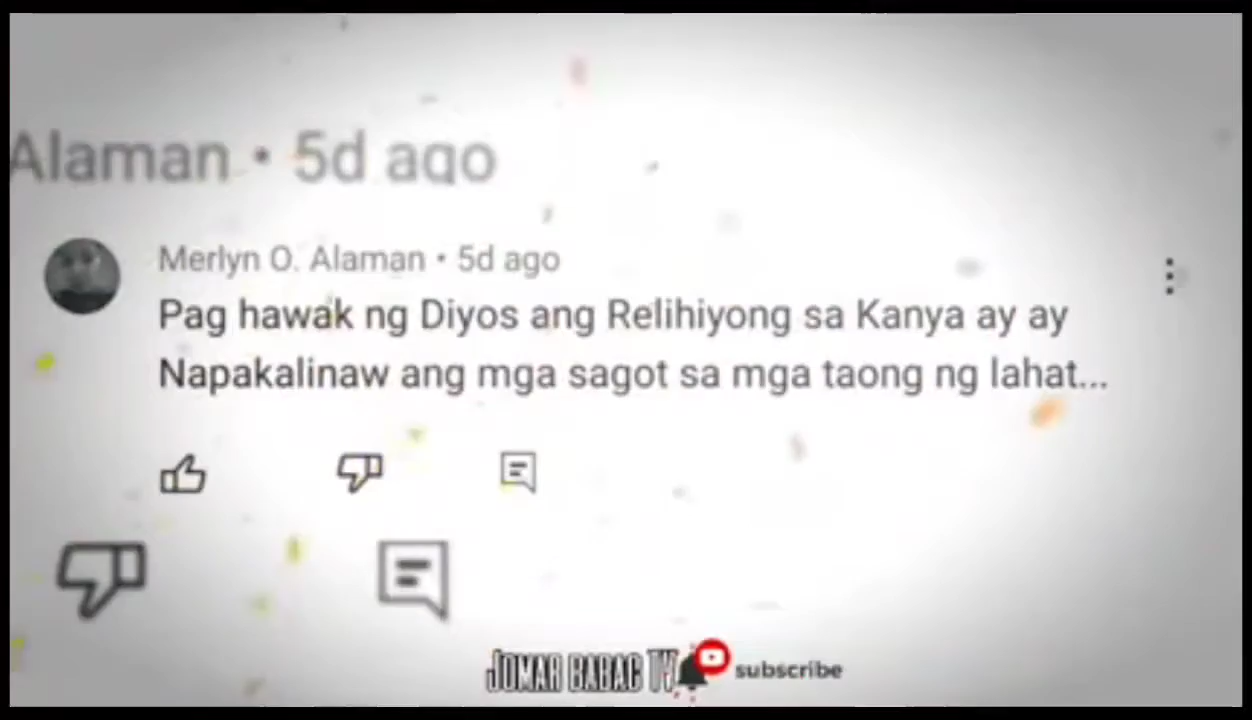 Alaman • 5d ago
Merlyn O. Alaman • 5d ago
Pag hawak ng Diyos ang Relihiyong sa Kanya ay ay
Napakalinaw ang mga sagot sa mga taong ng lahat...
JOMAR BABAG TV subscribe